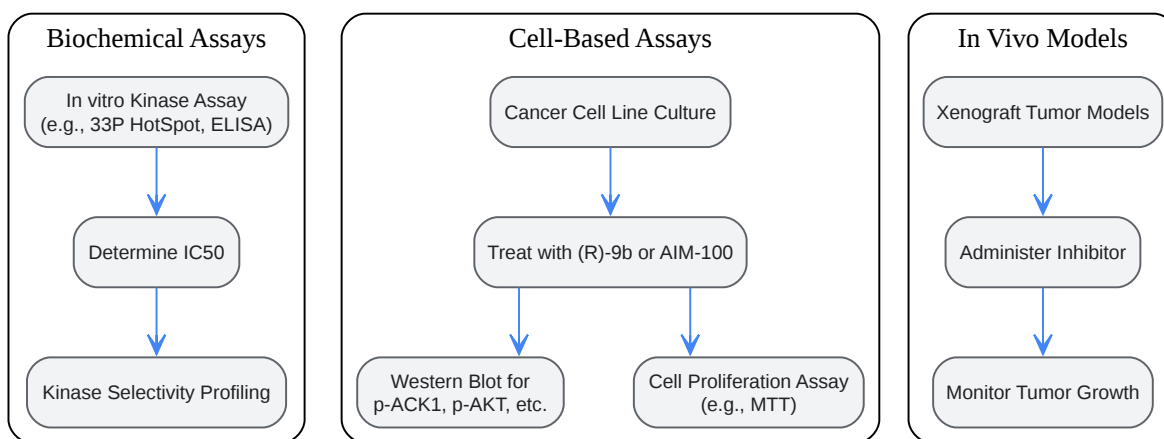 Biochemical Assays
In vitro Kinase Assay
(e.g., 33P HotSpot, ELISA)
Determine IC50
Kinase Selectivity Profiling
Cell-Based Assays
Cancer Cell Line Culture
Treat with (R)-9b or AIM-100
Western Blot for
p-ACK1, p-AKT, etc.
Cell Proliferation Assay
(e.g., MTT)
In Vivo Models
Xenograft Tumor Models
Administer Inhibitor
Monitor Tumor Growth